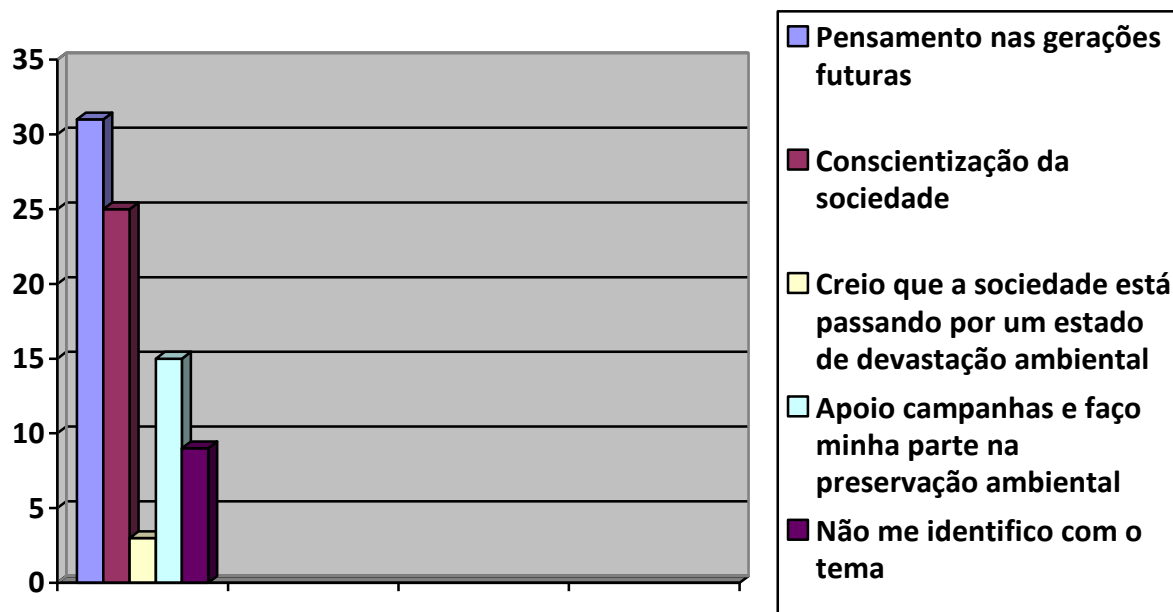 35
30
25
20
15
10
5
0
Pensamento nas gerações
futuras
Conscientização da
sociedade
Creio que a sociedade está
passando por um estado
de devastação ambiental
Apoio campanhas e faço
minha parte na
preservação ambiental
Não me identifico com o
tema